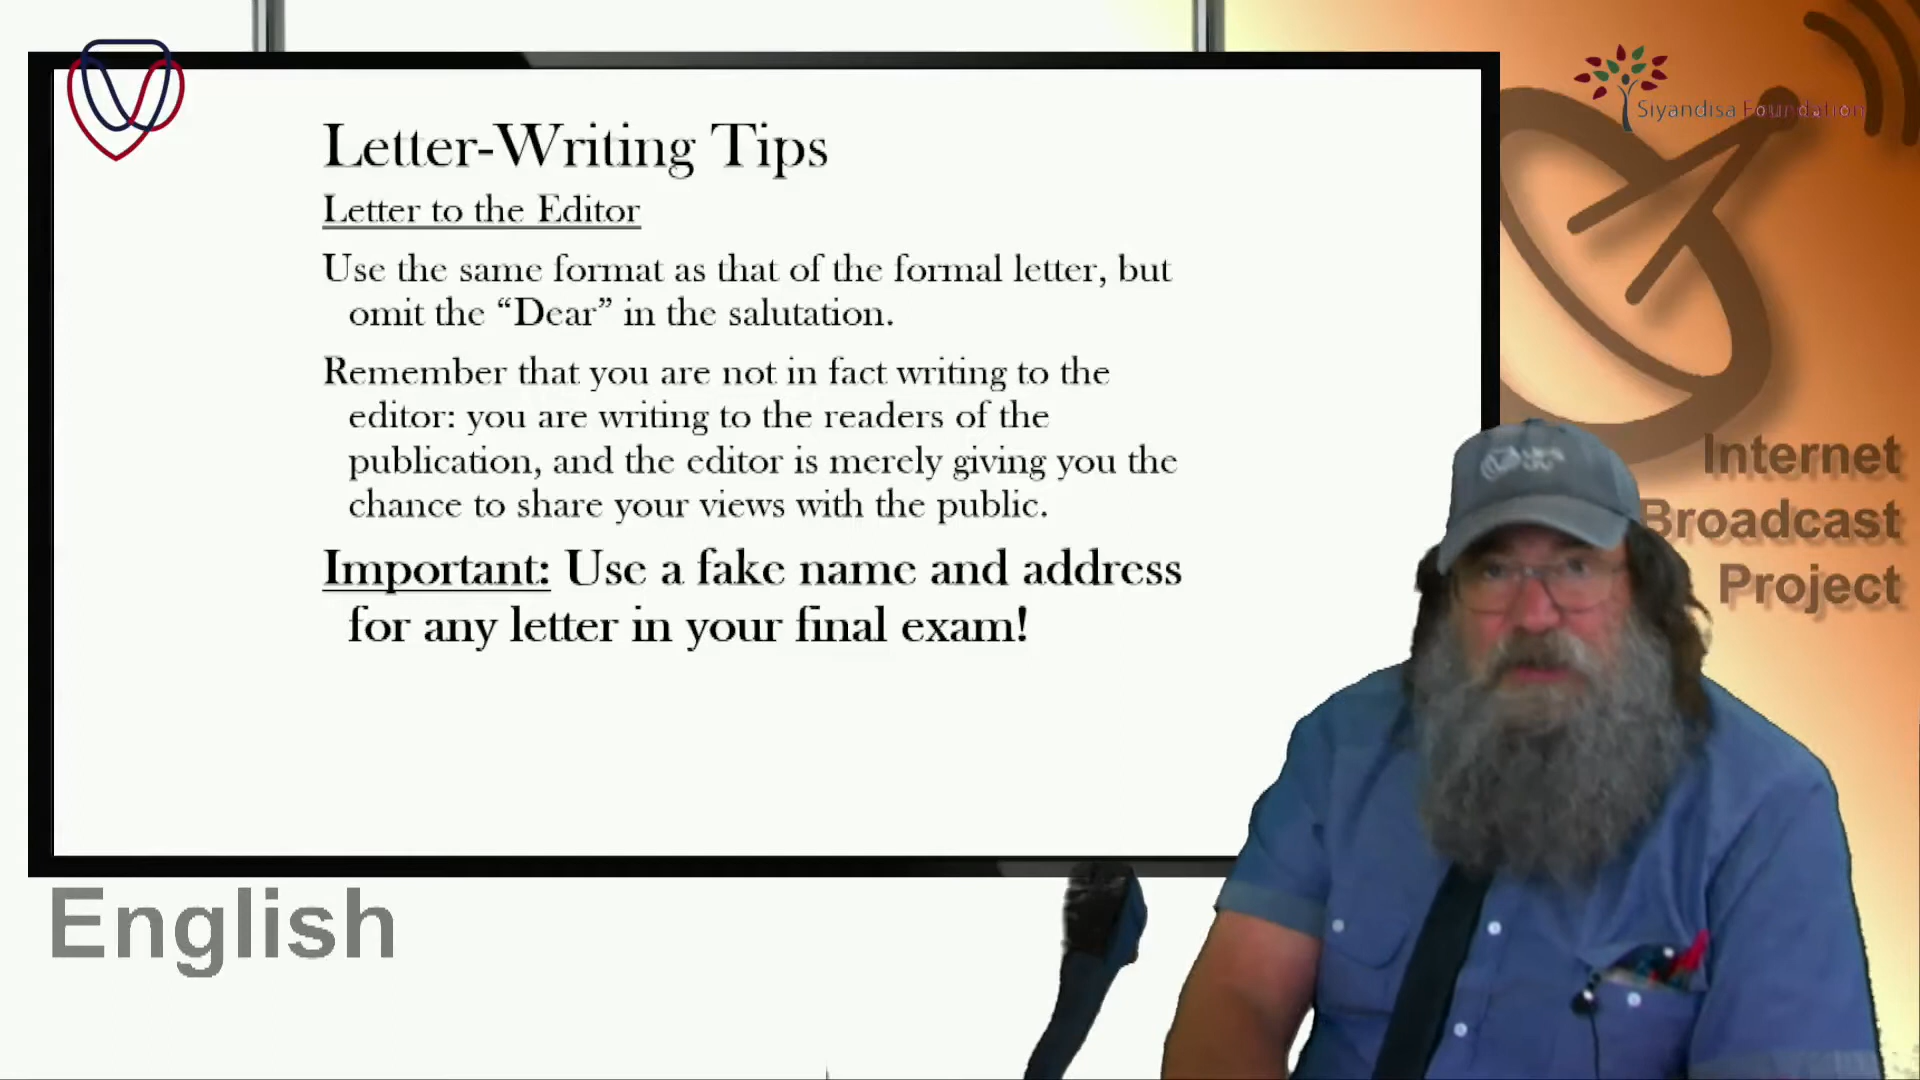 Letter-Writing Tips
Letter to the Editor
Use the same format as that of the formal letter, but
omit the “Dear” in the salutation.
Remember that you are not in fact writing to the
editor: you are writing to the readers of the
publication, and the editor is merely giving you the
chance to share your views with the public.
Important: Use a fake name and address
for any letter in your final exam!
Siyandisa Foundation
Internet
Broadcast
Project
English